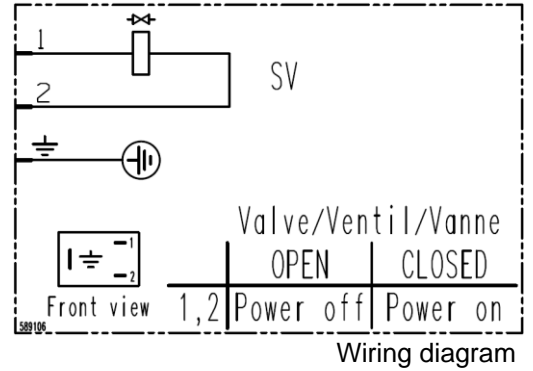 1
SV
2
Valve/Ventil/Vanne
OPEN CLOSED
1
2
Front view 1,2 Power off Power on
589106
Wiring diagram